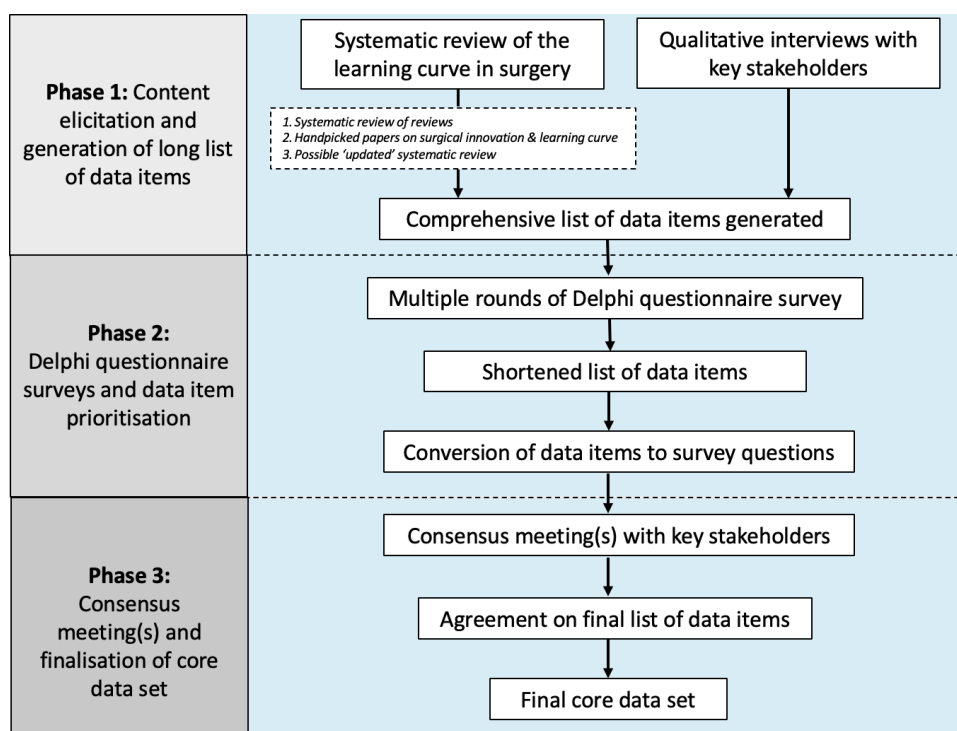 Phase 1: Content
elicitation and
generation of long list
of data items
Systematic review of the
learning curve in surgery
Qualitative interviews with
key stakeholders
1. Systematic review of reviews
2. Handpicked papers on surgical innovation & learning curve
3. Possible ‘updated’ systematic review
Comprehensive list of data items generated
Phase 2:
Delphi questionnaire
surveys and data item
prioritisation
Multiple rounds of Delphi questionnaire survey
Shortened list of data items
Conversion of data items to survey questions
Phase 3:
Consensus
meeting(s) and
finalisation of core
data set
Consensus meeting(s) with key stakeholders
Agreement on final list of data items
Final core data set